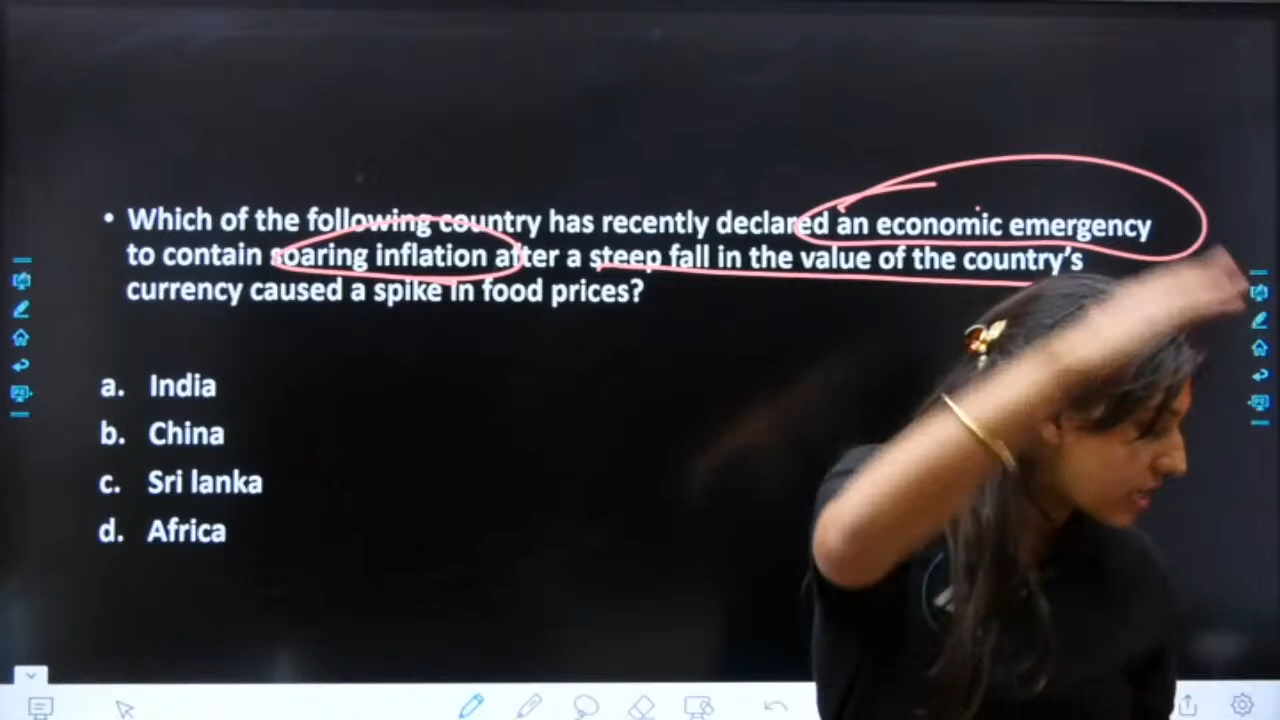 • Which of the following country has recently declared an economic emergency
to contain soaring inflation after a steep fall in the value of the country's
currency caused a spike in food prices?
a. India
b. China
c. Sri lanka
d. Africa